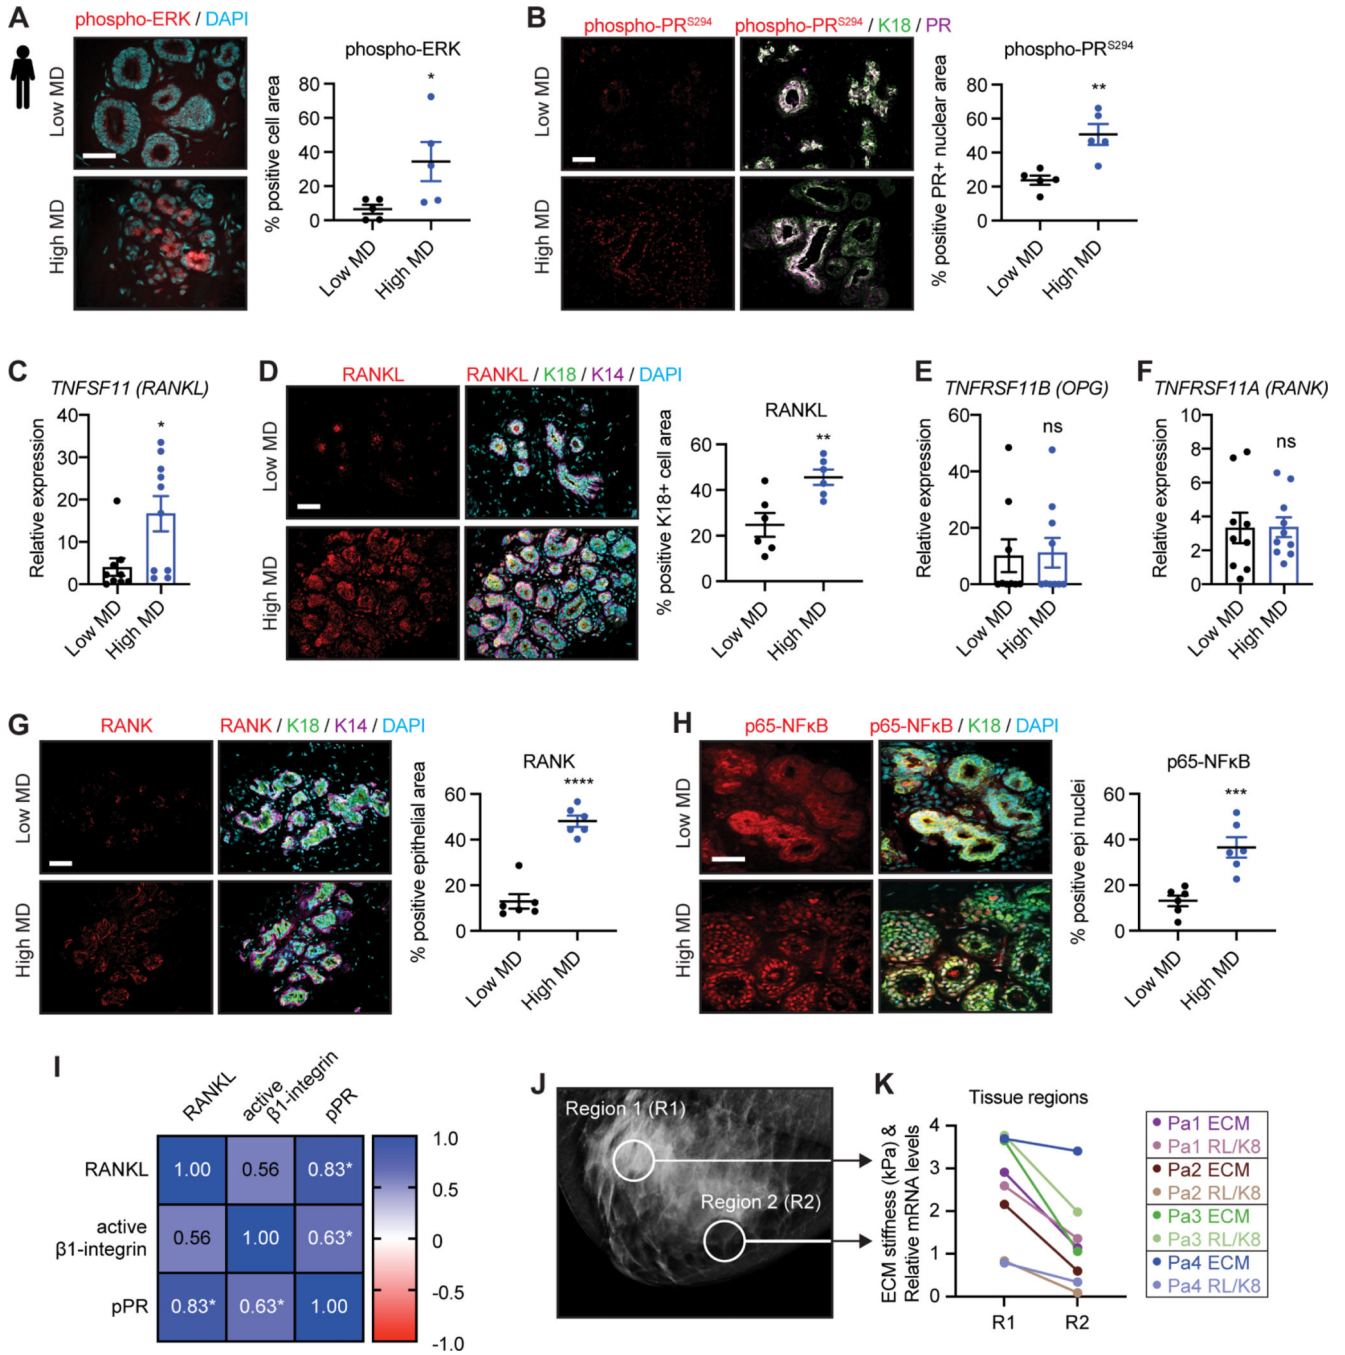 A
phospho-ERK / DAPI
Low MD
High MD
phospho-ERK
*
% positive cell area
80
60
40
20
0
Low MD
High MD
B
phospho-PRS294
phospho-PRS294 / K18 / PR
Low MD
High MD
phospho-PRS294
**
% positive PR+ nuclear area
80
60
40
20
0
Low MD
High MD
C
TNFSF11 (RANKL)
*
Relative expression
40
30
20
10
0
Low MD
High MD
D
RANKL
RANKL / K18 / K14 / DAPI
Low MD
High MD
RANKL
**
% positive K18+ cell area
60
40
20
0
Low MD
High MD
E
TNFRSF11B (OPG)
ns
Relative expression
60
40
20
0
Low MD
High MD
F
TNFRSF11A (RANK)
ns
Relative expression
10
8
6
4
2
0
Low MD
High MD
G
RANK
RANK / K18 / K14 / DAPI
Low MD
High MD
RANK
****
% positive epithelial area
60
40
20
0
Low MD
High MD
H
p65-NFκB
p65-NFκB / K18 / DAPI
Low MD
High MD
p65-NFκB
***
% positive epi nuclei
60
40
20
0
Low MD
High MD
I
RANKL
active
β1-integrin
pPR
RANKL
1.00
0.56
0.83*
active
β1-integrin
0.56
1.00
0.63*
pPR
0.83*
0.63*
1.00
1.0
0.5
0
-0.5
-1.0
J
Region 1 (R1)
Region 2 (R2)
K
Tissue regions
ECM stiffness (kPa) &
Relative mRNA levels
4
3
2
1
0
R1
R2
Pa1 ECM
Pa1 RL/K8
Pa2 ECM
Pa2 RL/K8
Pa3 ECM
Pa3 RL/K8
Pa4 ECM
Pa4 RL/K8